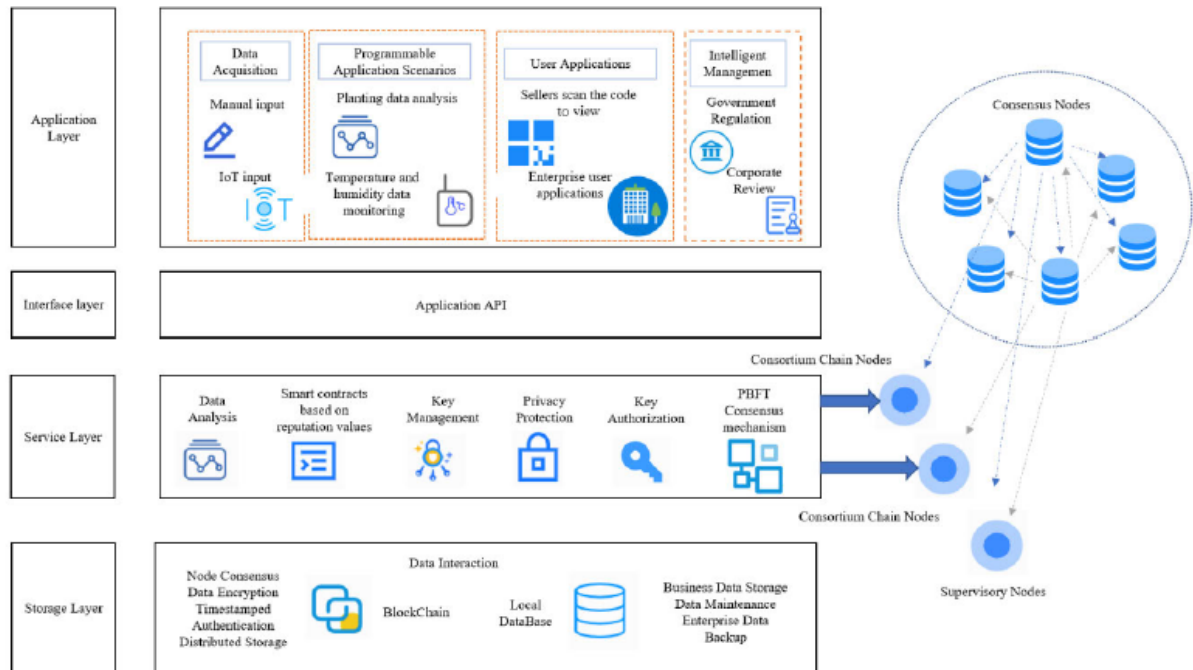 Application
Layer
Data
Acquisition
Manual input
IoT input
I T
Programmable
Application Scenarios
Planting data analysis
Temperature and
humidity data
monitoring
°C
User Applications
Sellers scan the code
to view
Enterprise user
applications
Intelligent
Managemen
Government
Regulation
Corporate
Review
Consensus Nodes
Interface layer
Application API
Service Layer
Data
Analysis
Smart contracts
based on
reputation values
Key
Management
Privacy
Protection
Key
Authorization
PBFT
Consensus
mechanism
Consortium Chain Nodes
Consortium Chain Nodes
Supervisory Nodes
Storage Layer
Data Interaction
Node Consensus
Data Encryption
Timestamped
Authentication
Distributed Storage
BlockChain
Local
DataBase
Business Data Storage
Data Maintenance
Enterprise Data
Backup